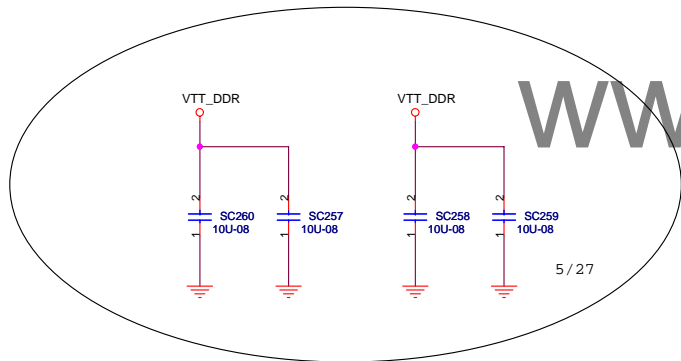 VTT_DDR VTT_DDR
WW
2 2 2 2
SC260 SC257 SC258 SC259
10U-08 10U-08 10U-08 10U-08
1 1 1 1
5/27